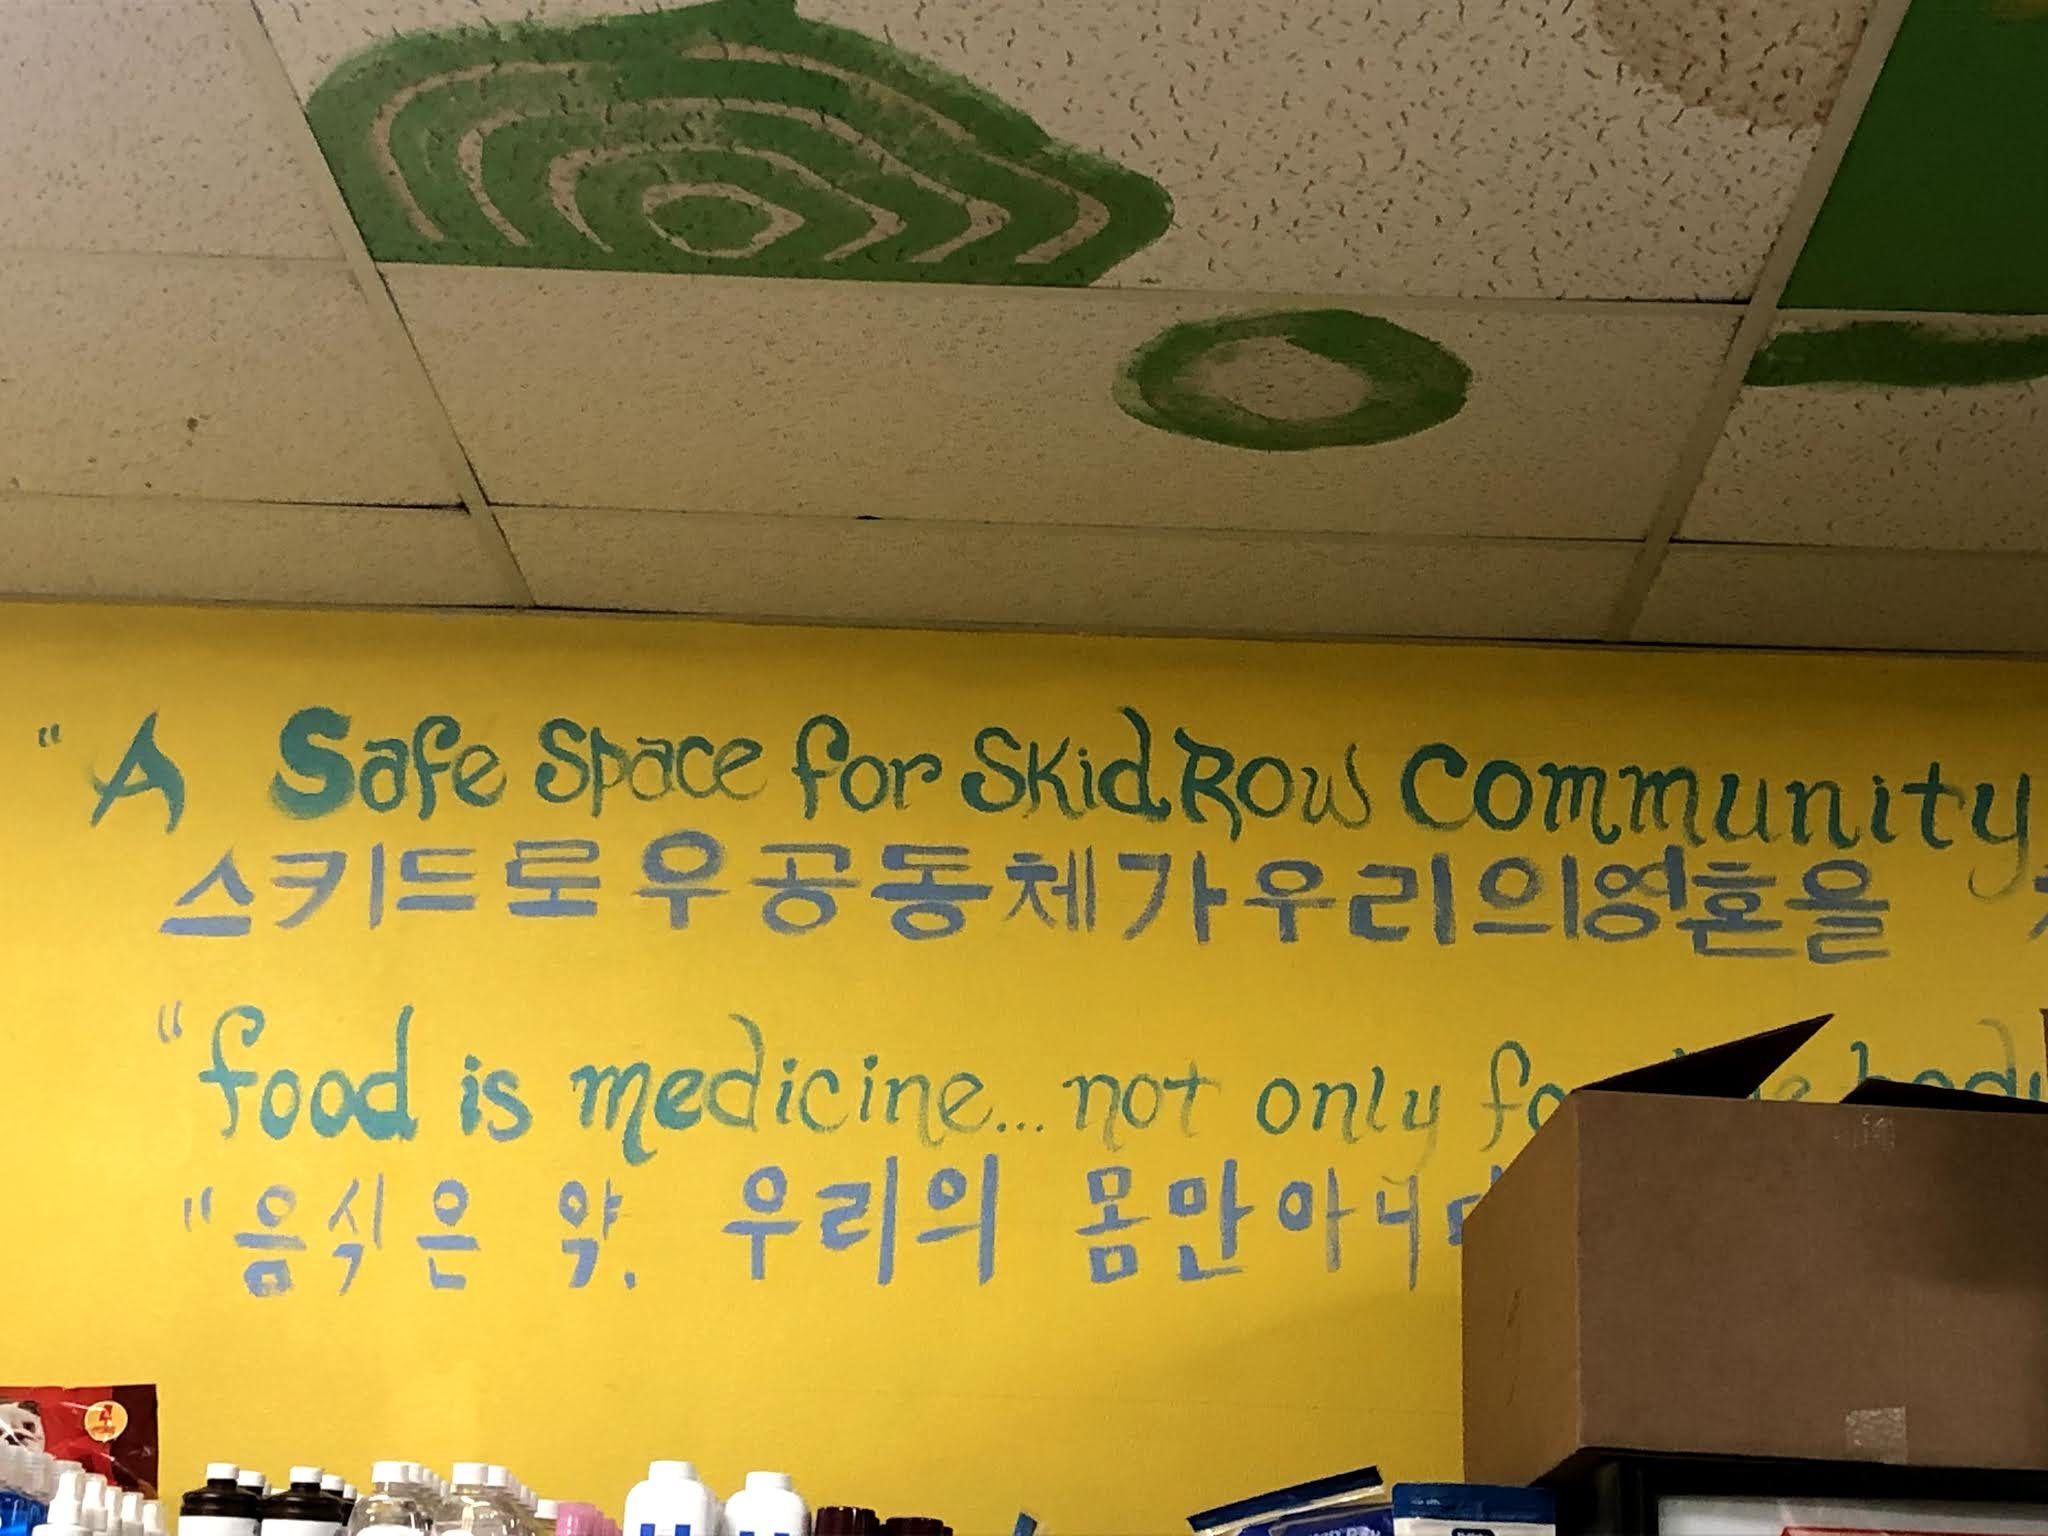 "A Safe Space for Skid Row Community
스키드로우공동체가우리의영혼을
"food is medicine... not only
"음식은 약. 우리의 몸만아니